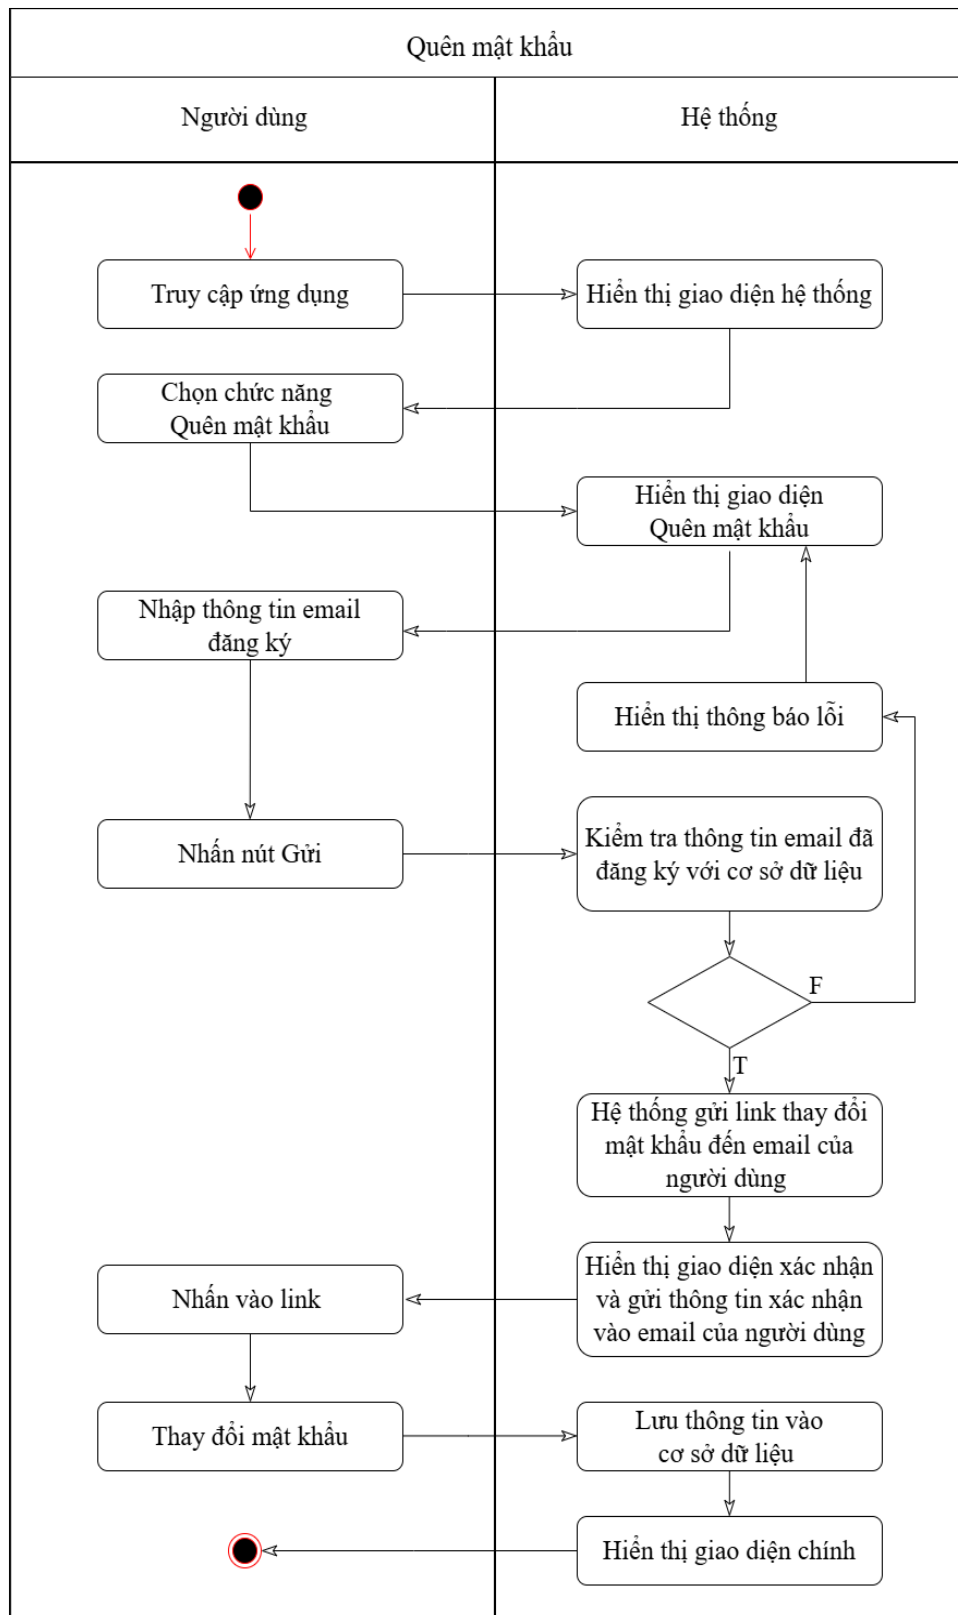 Quên mật khẩu
Người dùng
Hệ thống
Truy cập ứng dụng
Hiển thị giao diện hệ thống
Chọn chức năng
Quên mật khẩu
Hiển thị giao diện
Quên mật khẩu
Nhập thông tin email
đăng ký
Hiển thị thông báo lỗi
Nhấn nút Gửi
Kiểm tra thông tin email đã
đăng ký với cơ sở dữ liệu
F
T
Hệ thống gửi link thay đổi
mật khẩu đến email của
người dùng
Nhấn vào link
Hiển thị giao diện xác nhận
và gửi thông tin xác nhận
vào email của người dùng
Thay đổi mật khẩu
Lưu thông tin vào
cơ sở dữ liệu
Hiển thị giao diện chính